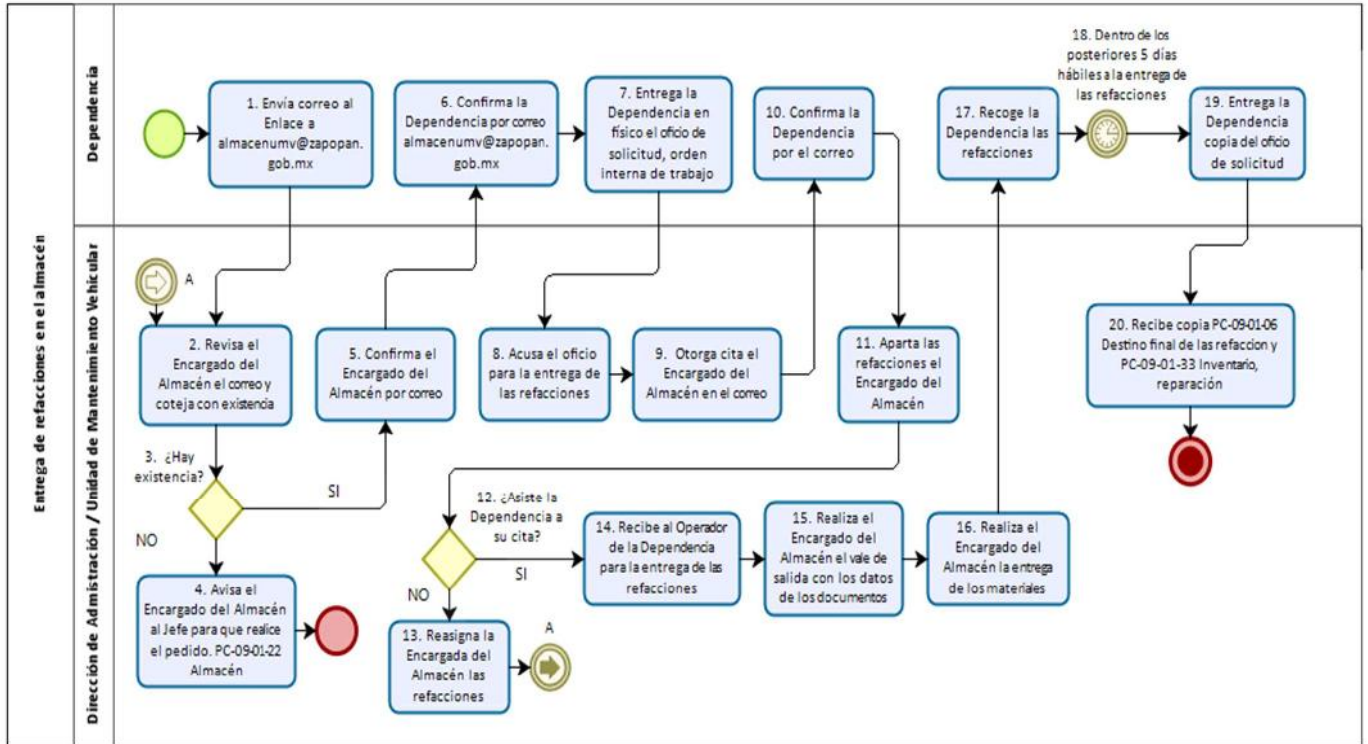 Entrega de refacciones en el almacén
Dependencia
1. Envía correo al
Enlace a
almacenumv@zapopan.
gob.mx
6. Confirma la
Dependencia por correo
almacenumv@zapopan.
gob.mx
7. Entrega la
Dependencia en
físico el oficio de
solicitud, orden
interna de trabajo
10. Confirma la
Dependencia
por el correo
17. Recoge la
Dependencia las
refacciones
18. Dentro de los
posteriores 5 días
hábiles a la entrega de
las refacciones
19. Entrega la
Dependencia
copia del oficio
de solicitud
Dirección de Admistración / Unidad de Mantenimiento Vehicular
A
2. Revisa el
Encargado del
Almacén el correo y
coteja con existencia
3. ¿Hay
existencia?
SI
NO
4. Avisa el
Encargado del Almacén
al Jefe para que realice
el pedido. PC-09-01-22
Almacén
5. Confirma el
Encargado del
Almacén por correo
8. Acusa el oficio
para la entrega de
las refacciones
9. Otorga cita el
Encargado del
Almacén en el correo
11. Aparta las
refacciones el
Encargado del
Almacén
12. ¿Asiste la
Dependencia a
su cita?
SI
NO
13. Reasigna la
Encargada del
Almacén las
refacciones
A
14. Recibe al Operador
de la Dependencia
para la entrega de las
refacciones
15. Realiza el
Encargado del
Almacén el vale de
salida con los datos
de los documentos
16. Realiza el
Encargado del
Almacén la entrega
de los materiales
20. Recibe copia PC-09-01-06
Destino final de las refaccion y
PC-09-01-33 Inventario,
reparación